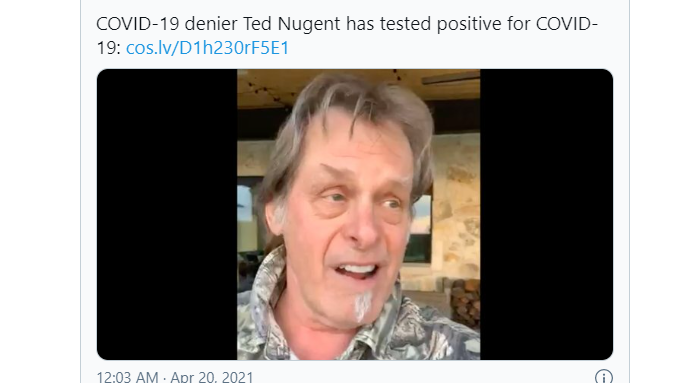 COVID-19 denier Ted Nugent has tested positive for COVID-
19: cos.lv/D1h230rF5E1
12:03 AM · Apr 20, 2021